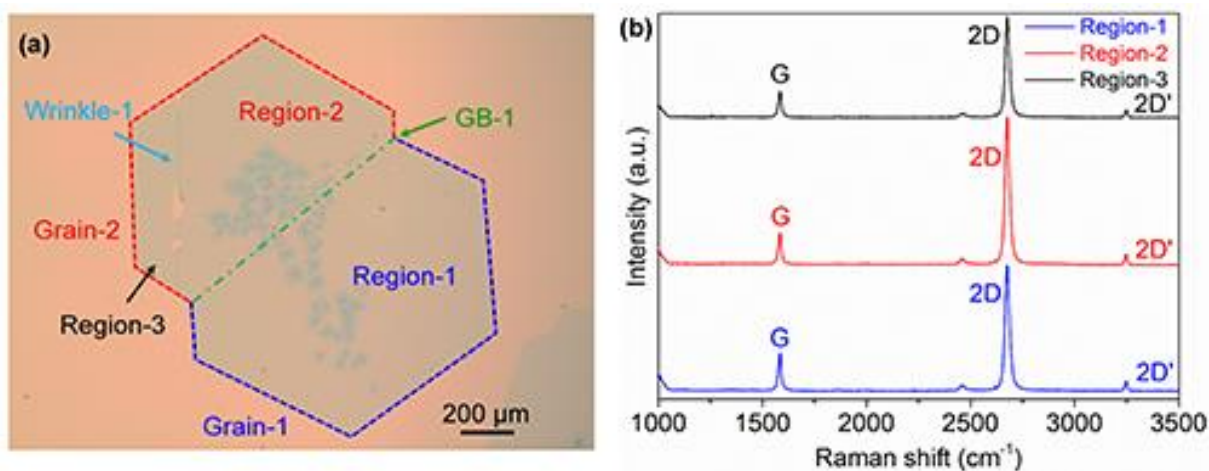 (a)
Wrinkle-1
Region-2
GB-1
Grain-2
Region-1
Region-3
Grain-1
200 µm
(b)
2D
Region-1
Region-2
Region-3
G
2D'
2D
G
2D'
2D
G
2D'
Intensity (a.u.)
1000 1500 2000 2500 3000 3500
Raman shift (cm⁻¹)